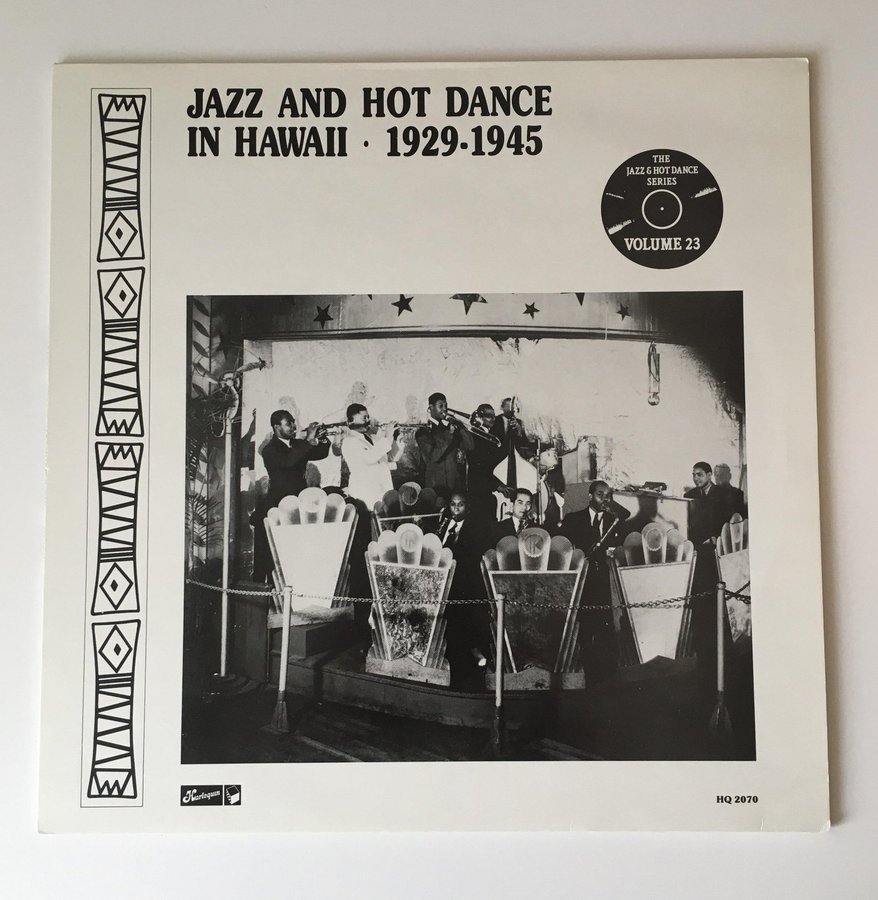 JAZZ AND HOT DANCE
IN HAWAII · 1929-1945
THE
JAZZ & HOT DANCE
SERIES
VOLUME 23
Harlequin
HQ 2070